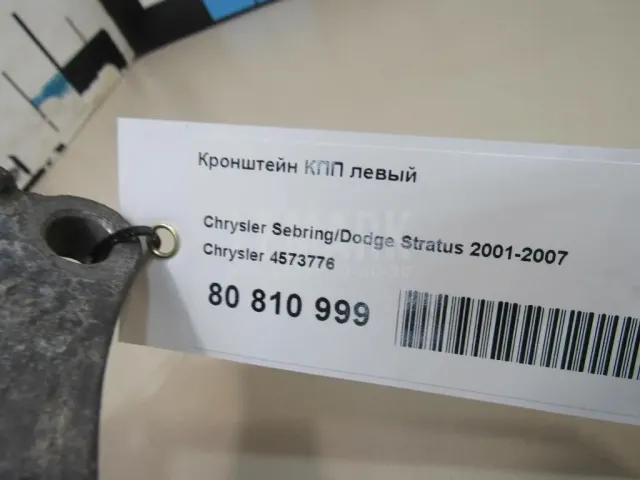 Кронштейн КПП левый
Chrysler Sebring/Dodge Stratus 2001-2007
Chrysler 4573776
80 810 999